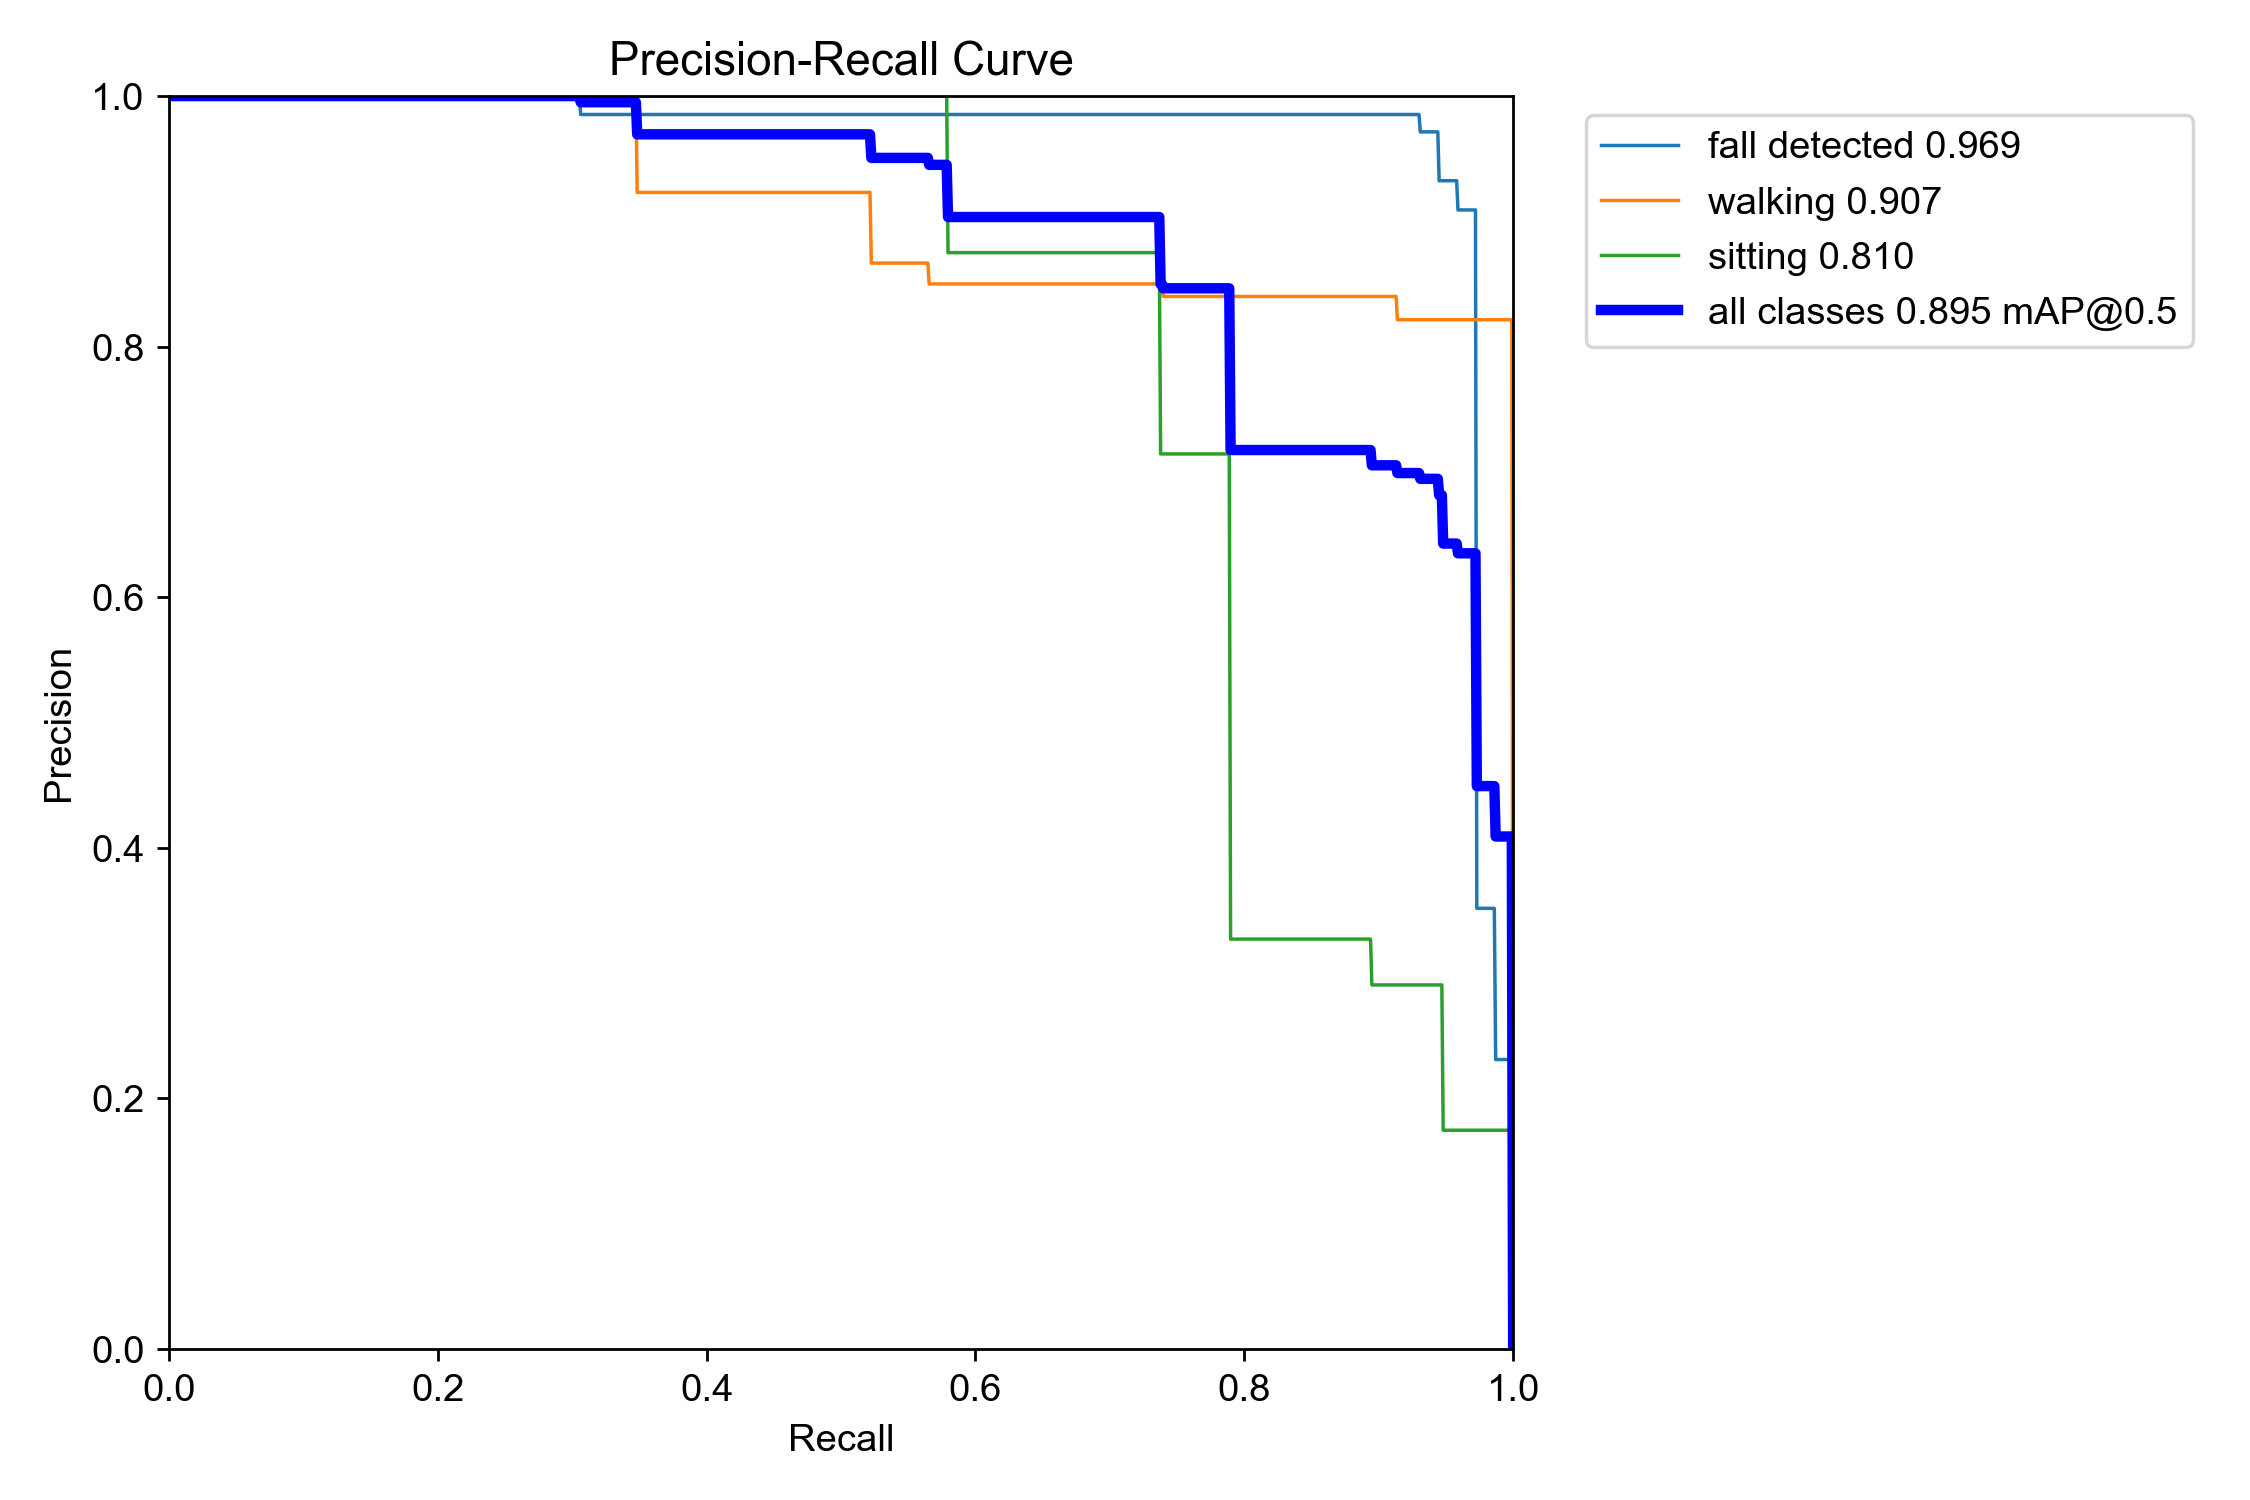 Precision-Recall Curve
1.0
0.8
0.6
0.4
0.2
0.0
Precision
0.0 0.2 0.4 0.6 0.8 1.0
Recall
fall detected 0.969
walking 0.907
sitting 0.810
all classes 0.895 mAP@0.5